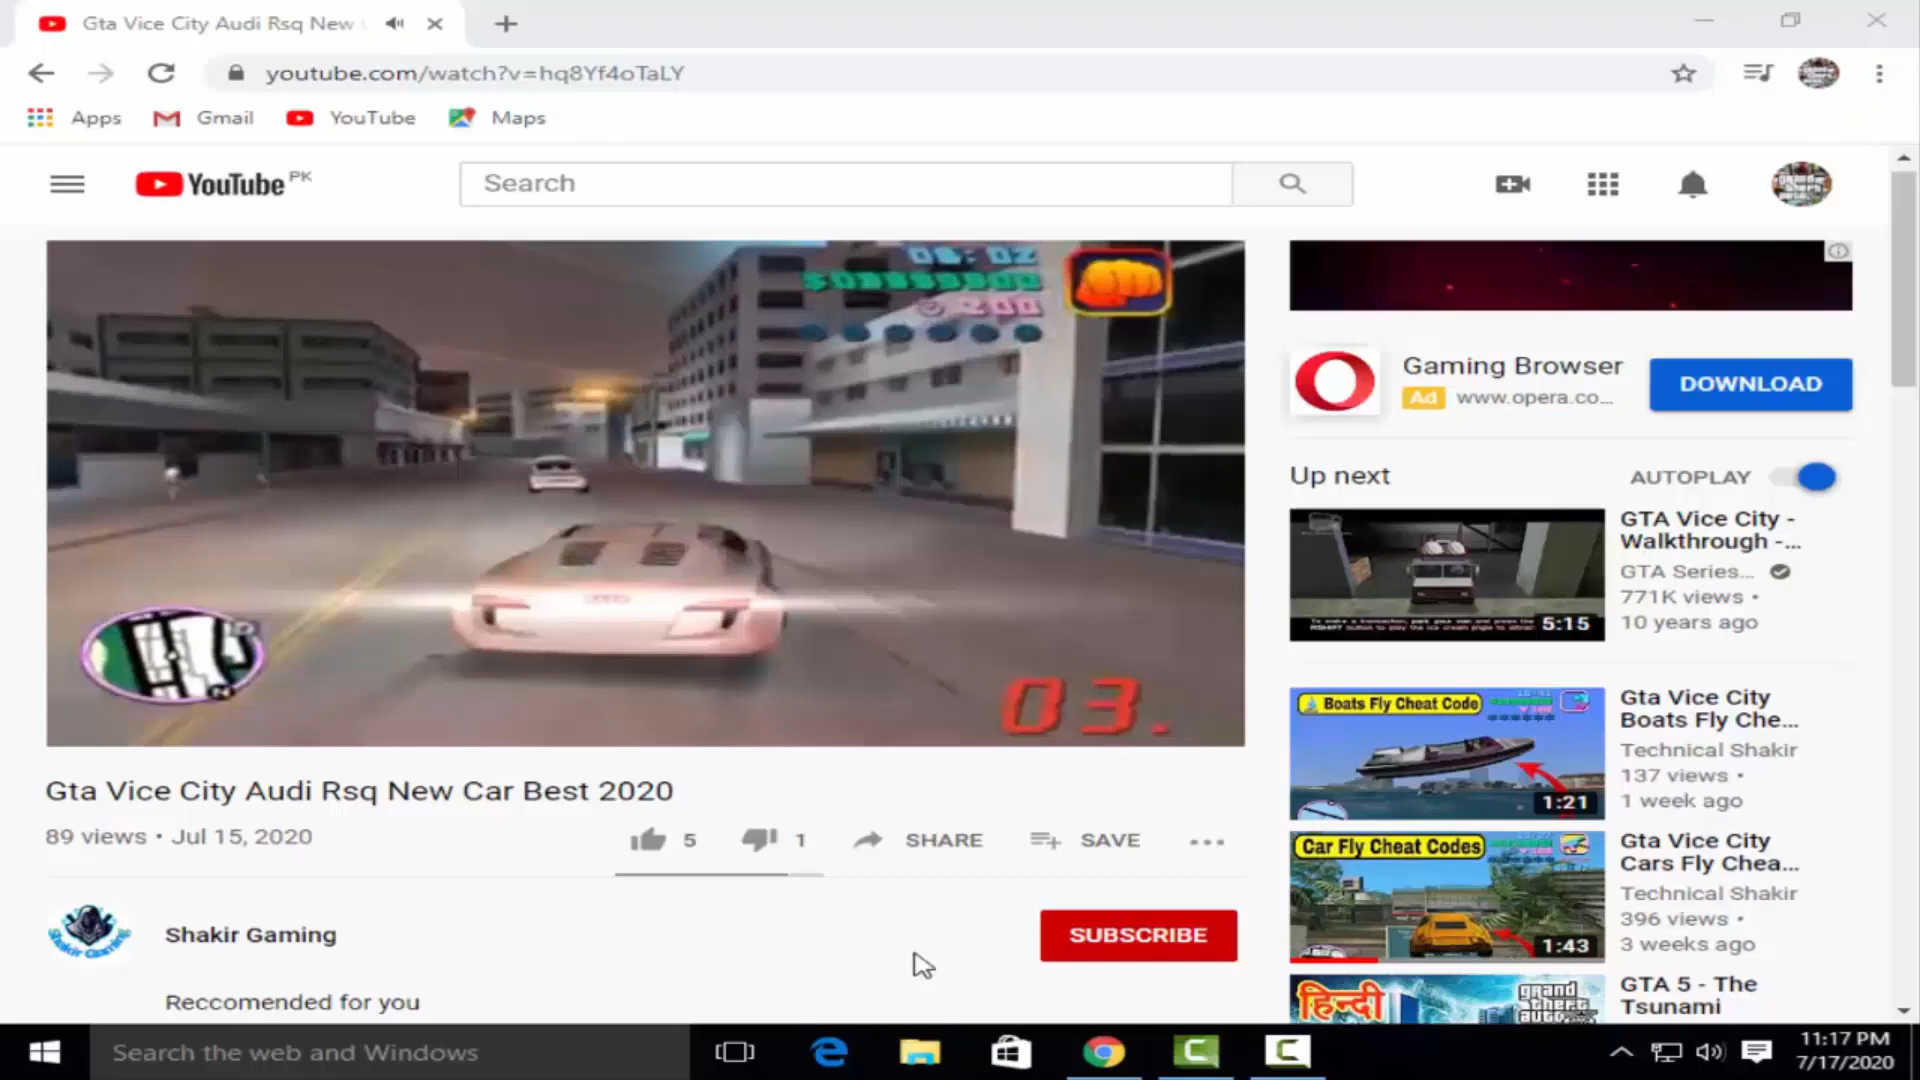 Gta Vice City Audi Rsq New
youtube.com/watch?v=hq8Yf4oTaLY
Apps
Gmail
YouTube
Maps
YouTube PK
Search
03.
Gaming Browser
Ad www.opera.co...
DOWNLOAD
Up next
AUTOPLAY
GTA Vice City -
Walkthrough -...
GTA Series...
771K views •
10 years ago
5:15
Boats Fly Cheat Code
1:21
Gta Vice City
Boats Fly Che...
Technical Shakir
137 views •
1 week ago
Car Fly Cheat Codes
1:43
Gta Vice City
Cars Fly Chea...
Technical Shakir
396 views •
3 weeks ago
हिन्दी
grand
theft
auto
GTA 5 - The
Tsunami
Gta Vice City Audi Rsq New Car Best 2020
89 views • Jul 15, 2020
5
1
SHARE
SAVE
Shakir Gaming
Shakir Gaming
SUBSCRIBE
Reccomended for you
Search the web and Windows
11:17 PM
7/17/2020